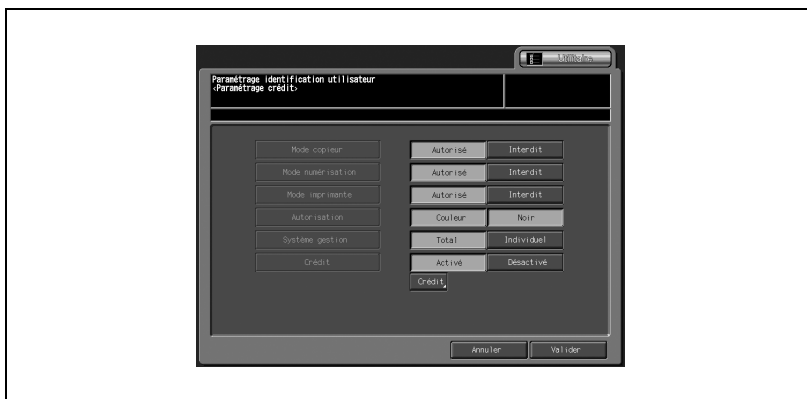 Utilitaire
Paramétrage identification utilisateur
<Paramétrage crédit>
Mode copieur Autorisé Interdit
Mode numérisation Autorisé Interdit
Mode imprimante Autorisé Interdit
Autorisation Couleur Noir
Système gestion Total Individuel
Crédit Activé Désactivé
Crédit
Annuler Valider